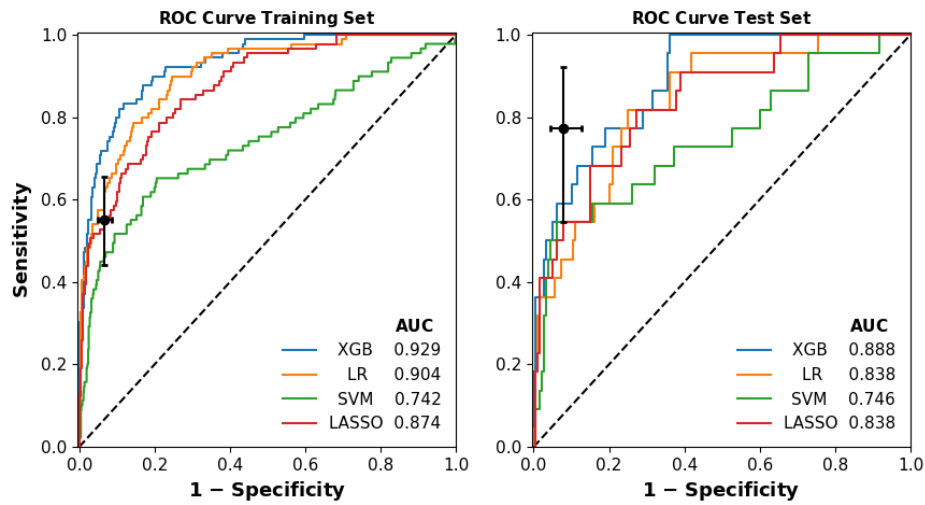 ROC Curve Training Set
1.0
0.8
0.6
0.4
0.2
0.0
Sensitivity
AUC
XGB 0.929
LR 0.904
SVM 0.742
LASSO 0.874
0.0 0.2 0.4 0.6 0.8 1.0
1 − Specificity
ROC Curve Test Set
1.0
0.8
0.6
0.4
0.2
0.0
AUC
XGB 0.888
LR 0.838
SVM 0.746
LASSO 0.838
0.0 0.2 0.4 0.6 0.8 1.0
1 − Specificity